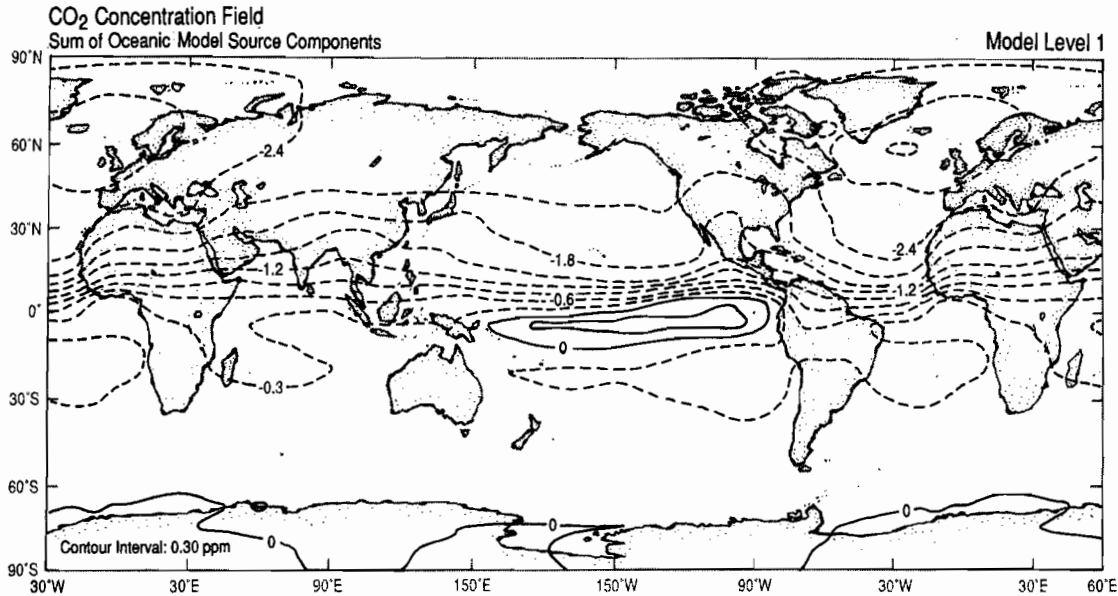 CO₂ Concentration Field
Sum of Oceanic Model Source Components
Model Level 1
90°N
60°N
-2.4
30°N
-2.4
-1.8
-1.2
-1.2
-0.6
0°
0
-0.3
30°S
60°S
0
0
0
Contour Interval: 0.30 ppm
90°S
30°W 30°E 90°E 150°E 150°W 90°W 30°W 30°E 60°E